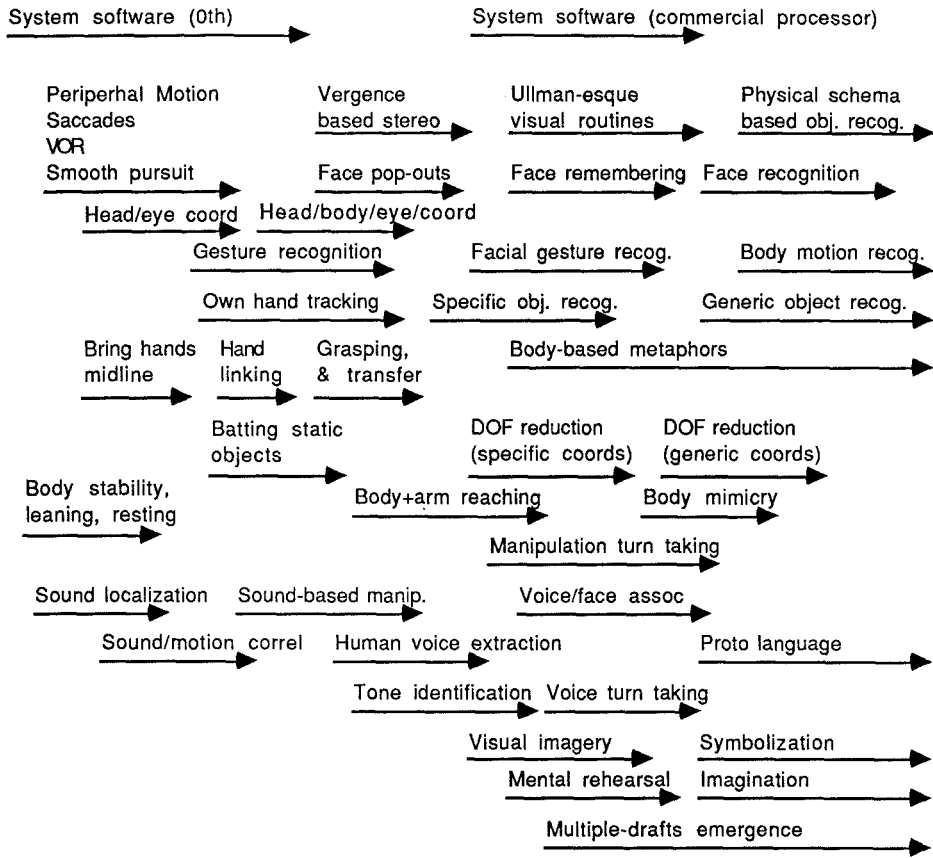 System software (0th)
System software (commercial processor)
Periperhal Motion
Saccades
VOR
Smooth pursuit
Vergence
based stereo
Ullman-esque
visual routines
Physical schema
based obj. recog.
Face pop-outs
Face remembering
Face recognition
Head/eye coord
Head/body/eye/coord
Gesture recognition
Facial gesture recog.
Body motion recog.
Own hand tracking
Specific obj. recog.
Generic object recog.
Bring hands
midline
Hand
linking
Grasping,
& transfer
Body-based metaphors
Batting static
objects
DOF reduction
(specific coords)
DOF reduction
(generic coords)
Body stability,
leaning, resting
Body+arm reaching
Body mimicry
Manipulation turn taking
Sound localization
Sound-based manip.
Voice/face assoc
Sound/motion correl
Human voice extraction
Proto language
Tone identification
Voice turn taking
Visual imagery
Symbolization
Mental rehearsal
Imagination
Multiple-drafts emergence